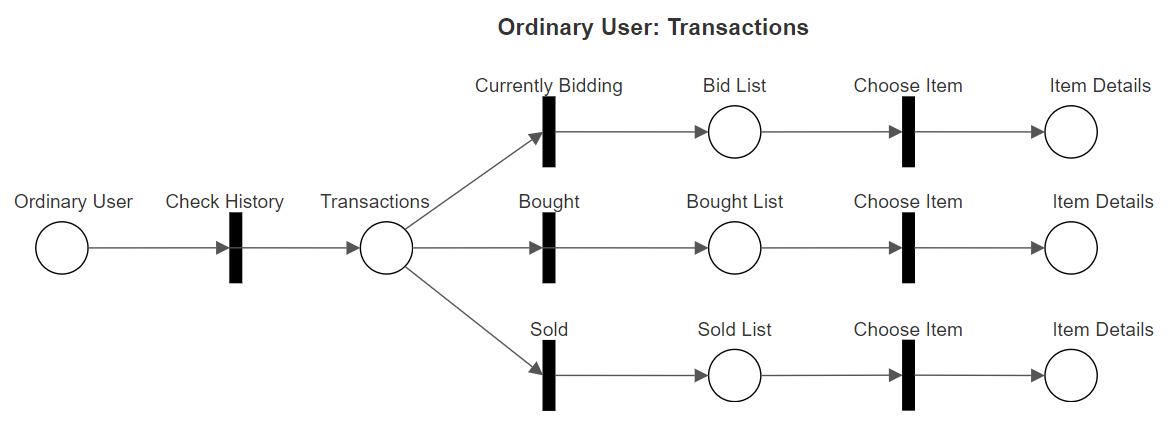 Ordinary User: Transactions
Currently Bidding
Bid List
Choose Item
Item Details
Ordinary User
Check History
Transactions
Bought
Bought List
Choose Item
Item Details
Sold
Sold List
Choose Item
Item Details